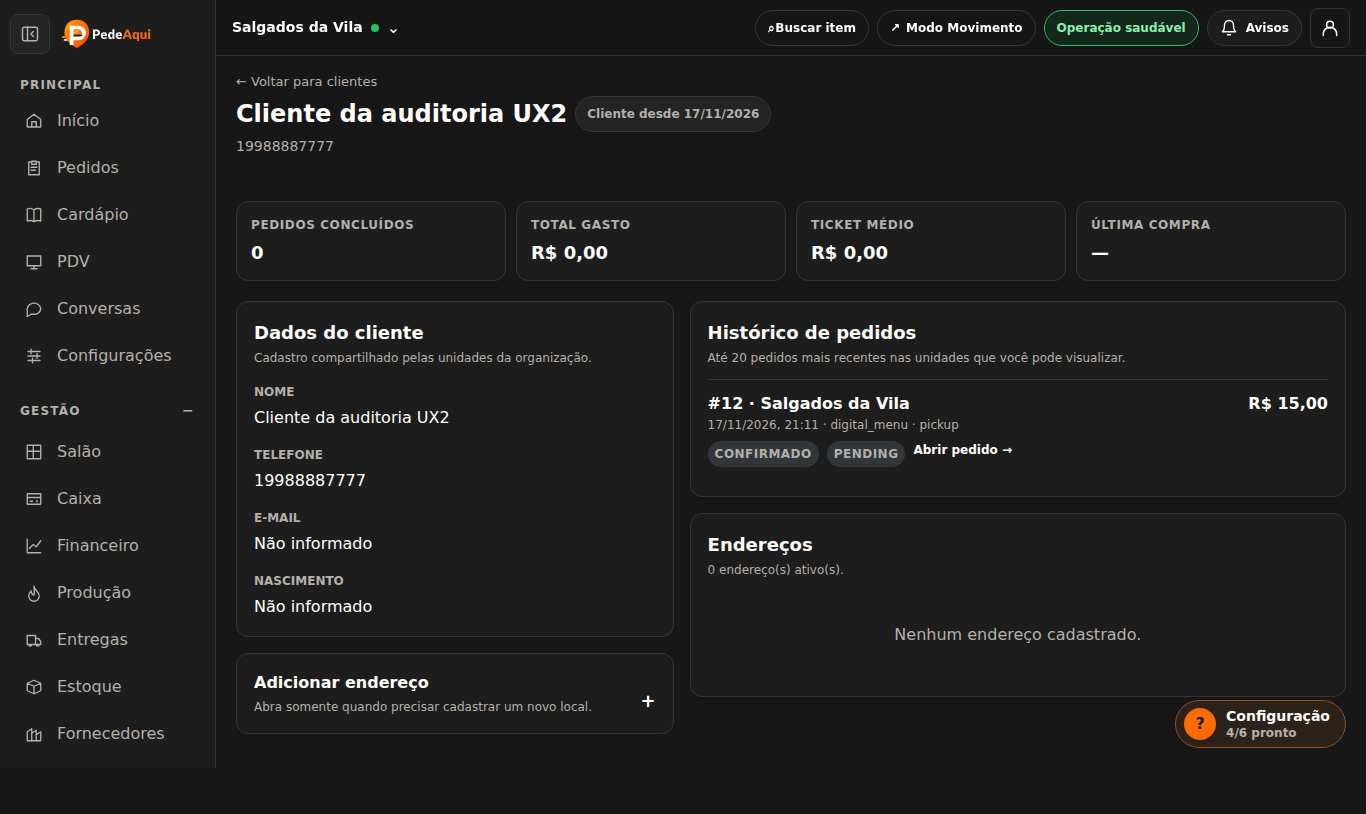 PedeAqui
PRINCIPAL
Início
Pedidos
Cardápio
PDV
Conversas
Configurações
GESTÃO −
Salão
Caixa
Financeiro
Produção
Entregas
Estoque
Fornecedores
Salgados da Vila
⌕Buscar item
↗ Modo Movimento
Operação saudável
Avisos
← Voltar para clientes
Cliente da auditoria UX2
Cliente desde 17/11/2026
19988887777
PEDIDOS CONCLUÍDOS
0
TOTAL GASTO
R$ 0,00
TICKET MÉDIO
R$ 0,00
ÚLTIMA COMPRA
—
Dados do cliente
Cadastro compartilhado pelas unidades da organização.
NOME
Cliente da auditoria UX2
TELEFONE
19988887777
E-MAIL
Não informado
NASCIMENTO
Não informado
Adicionar endereço
Abra somente quando precisar cadastrar um novo local.
+
Histórico de pedidos
Até 20 pedidos mais recentes nas unidades que você pode visualizar.
#12 · Salgados da Vila R$ 15,00
17/11/2026, 21:11 · digital_menu · pickup
CONFIRMADO PENDING Abrir pedido →
Endereços
0 endereço(s) ativo(s).
Nenhum endereço cadastrado.
?
Configuração
4/6 pronto